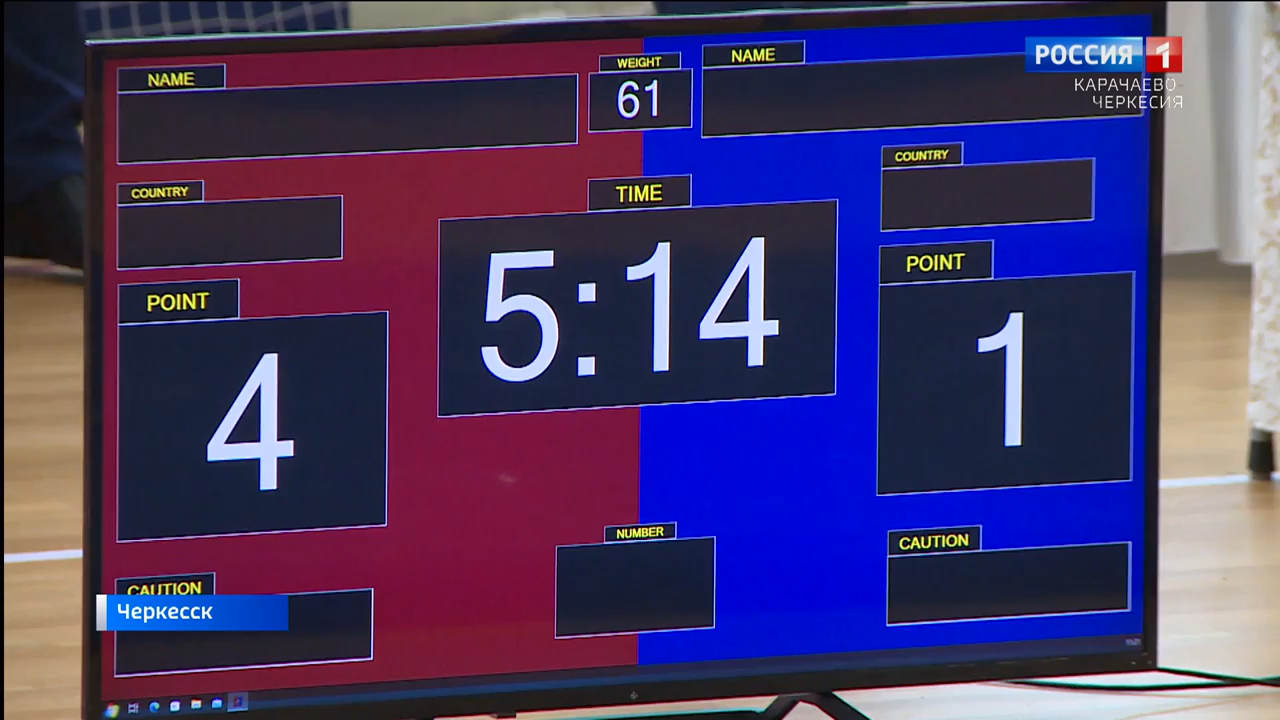 NAME
WEIGHT
61
NAME
РОССИЯ 1
КАРАЧАЕВО
ЧЕРКЕСИЯ
COUNTRY
TIME
5:14
COUNTRY
POINT
4
POINT
1
NUMBER
CAUTION
CAUTION
Черкесск